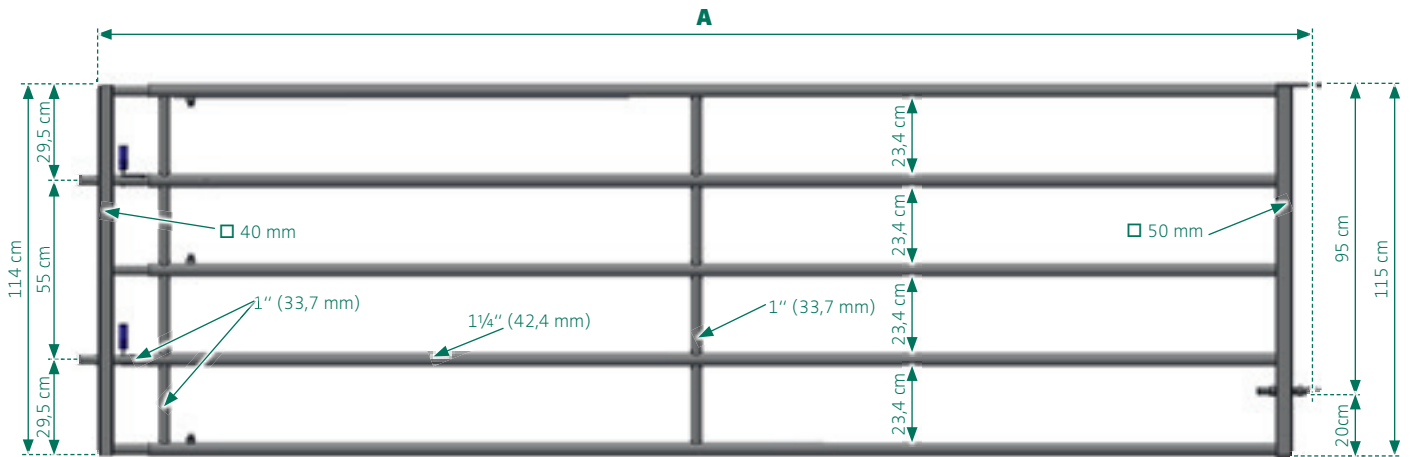 A
29,5 cm
55 cm
29,5 cm
114 cm
□ 40 mm
1“ (33,7 mm)
1¼“ (42,4 mm)
1“ (33,7 mm)
23,4 cm
23,4 cm
23,4 cm
23,4 cm
□ 50 mm
95 cm
20cm
115 cm